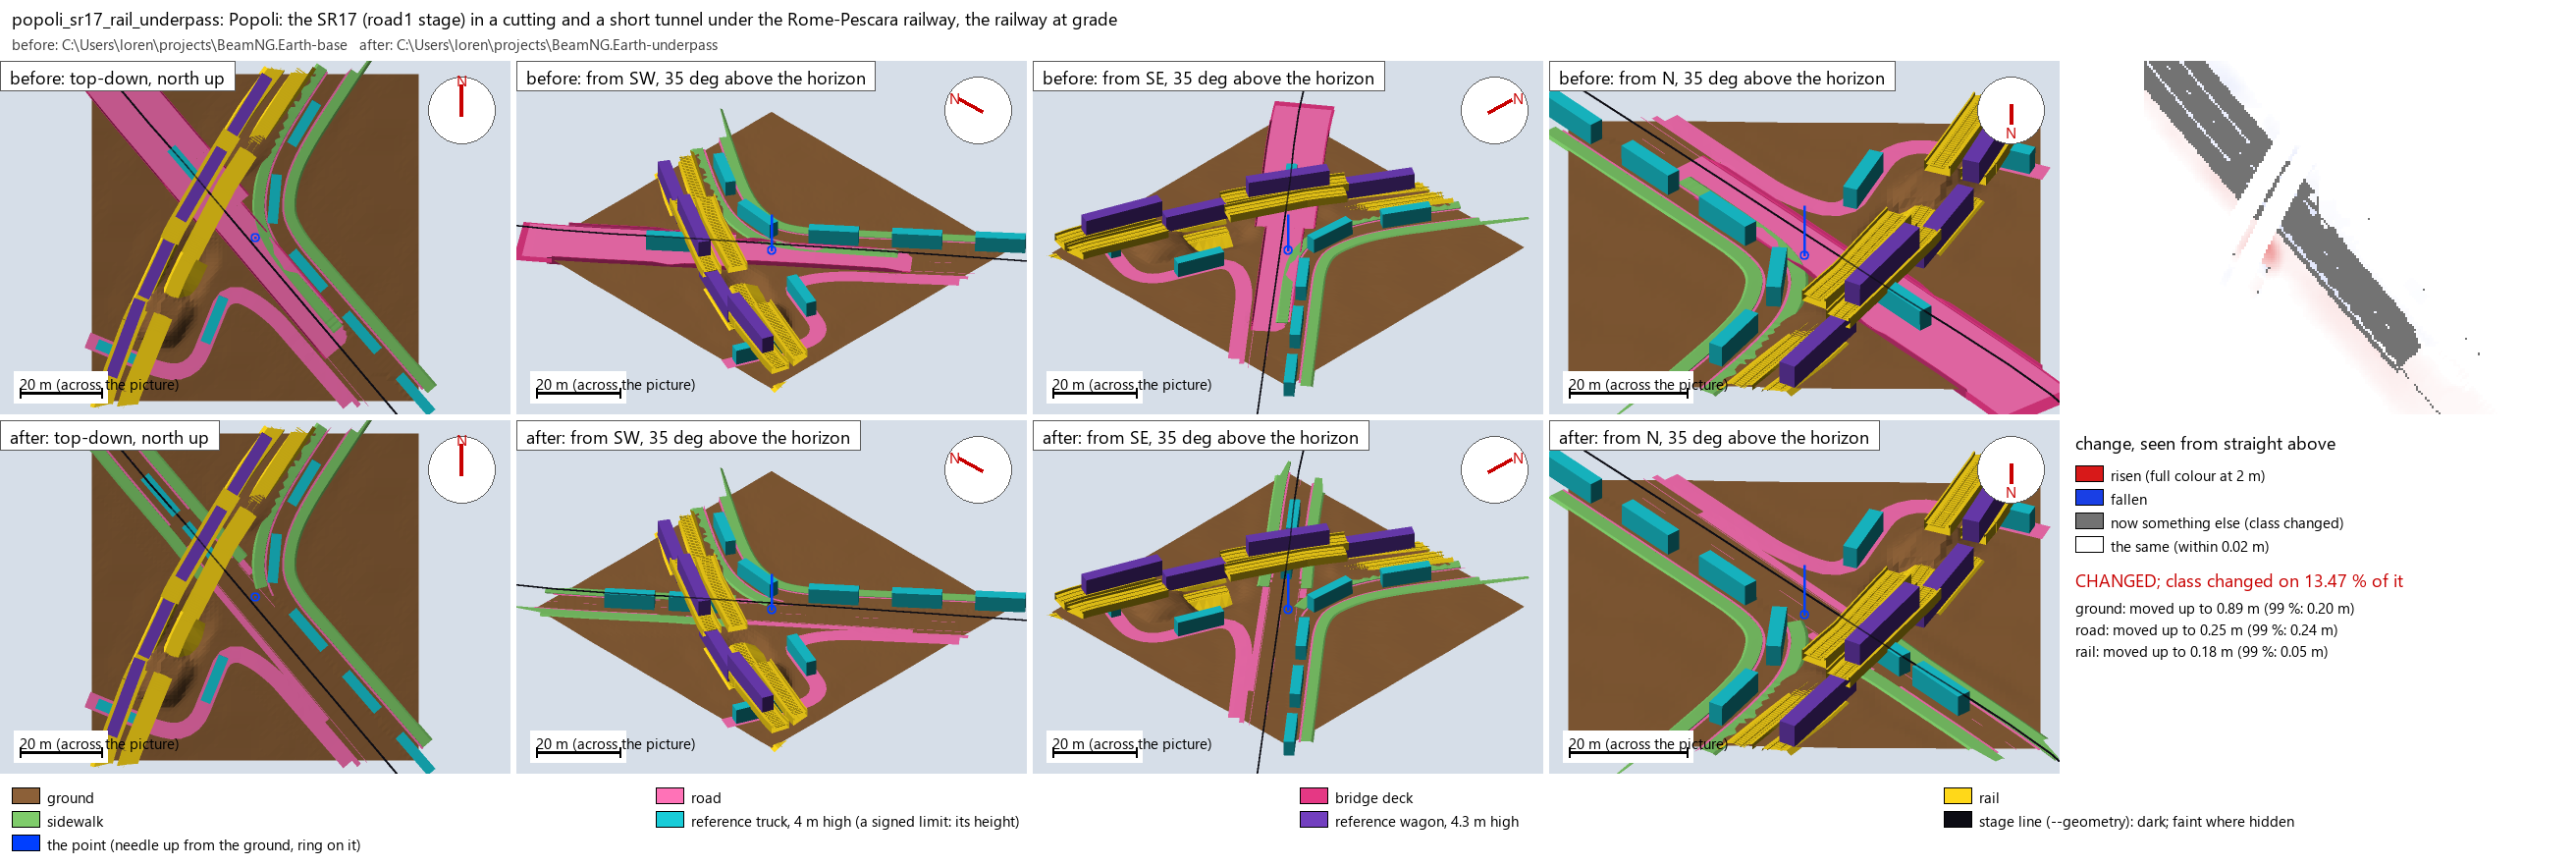 popoli_sr17_rail_underpass: Popoli: the SR17 (road1 stage) in a cutting and a short tunnel under the Rome-Pescara railway, the railway at grade
before: C:\Users\loren\projects\BeamNG.Earth-base   after: C:\Users\loren\projects\BeamNG.Earth-underpass
before: top-down, north up
N
20 m (across the picture)
before: from SW, 35 deg above the horizon
N
20 m (across the picture)
before: from SE, 35 deg above the horizon
N
20 m (across the picture)
before: from N, 35 deg above the horizon
N
20 m (across the picture)
after: top-down, north up
N
20 m (across the picture)
after: from SW, 35 deg above the horizon
N
20 m (across the picture)
after: from SE, 35 deg above the horizon
N
20 m (across the picture)
after: from N, 35 deg above the horizon
N
20 m (across the picture)
change, seen from straight above
risen (full colour at 2 m)
fallen
now something else (class changed)
the same (within 0.02 m)
CHANGED; class changed on 13.47 % of it
ground: moved up to 0.89 m (99 %: 0.20 m)
road: moved up to 0.25 m (99 %: 0.24 m)
rail: moved up to 0.18 m (99 %: 0.05 m)
ground
road
bridge deck
rail
sidewalk
reference truck, 4 m high (a signed limit: its height)
reference wagon, 4.3 m high
stage line (--geometry): dark; faint where hidden
the point (needle up from the ground, ring on it)